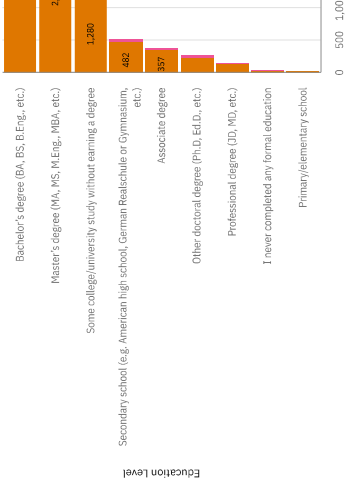 2,
1,280
482
357
0
500
1,00
Bachelor's degree (BA, BS, B.Eng., etc.)
Master's degree (MA, MS, M.Eng., MBA, etc.)
Some college/university study without earning a degree
Secondary school (e.g. American high school, German Realschule or Gymnasium,
etc.)
Associate degree
Other doctoral degree (Ph.D, Ed.D., etc.)
Professional degree (JD, MD, etc.)
I never completed any formal education
Primary/elementary school
Education Level